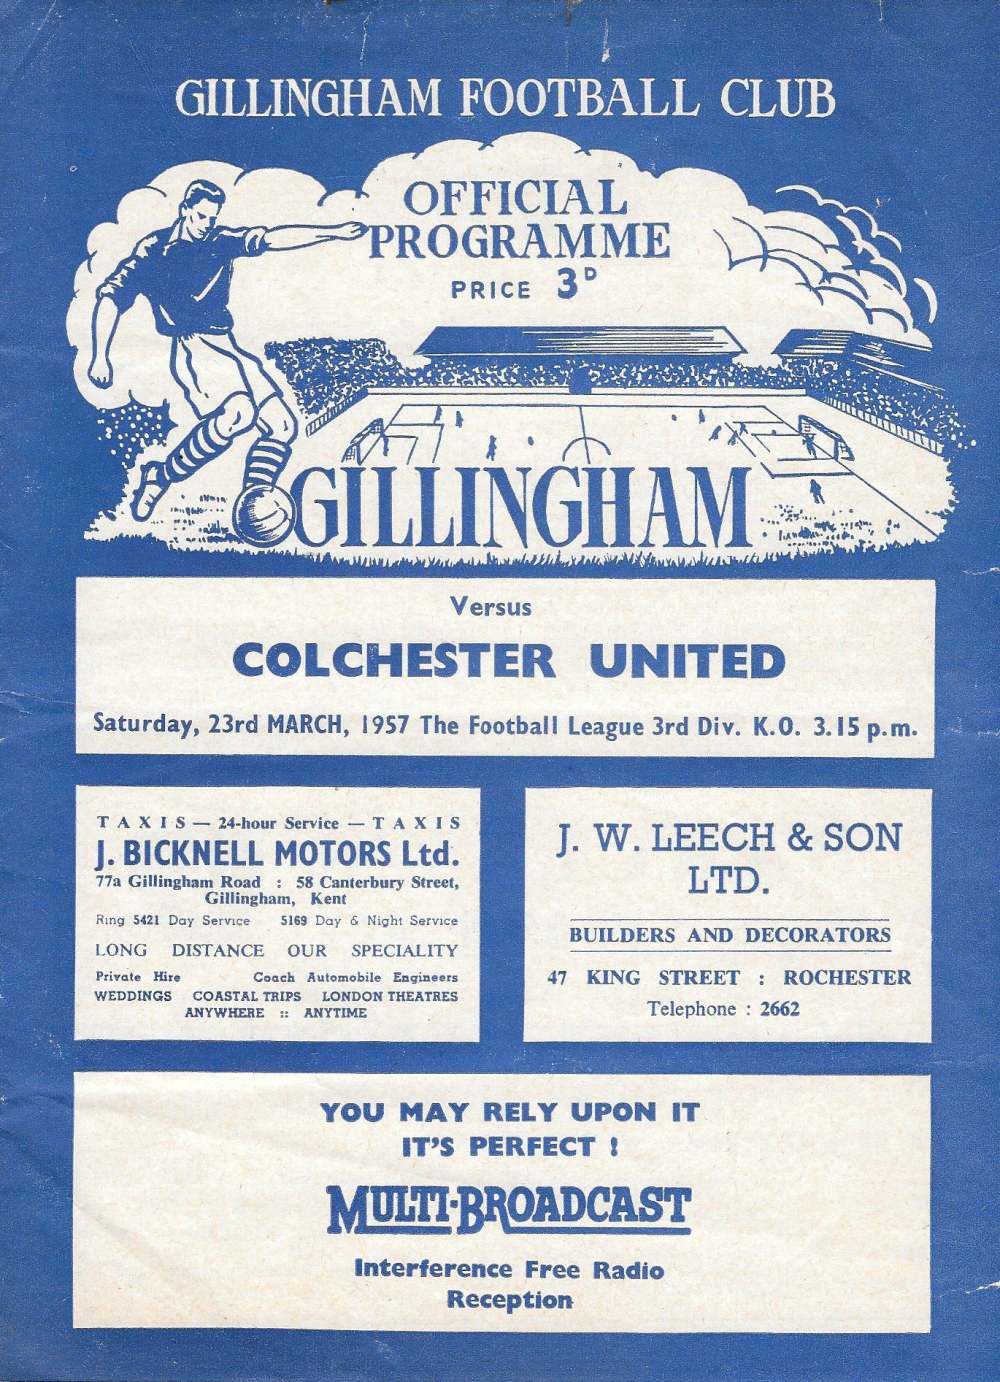 GILLINGHAM FOOTBALL CLUB
OFFICIAL
PROGRAMME
PRICE 3D
GILLINGHAM
Versus
COLCHESTER UNITED
Saturday, 23rd MARCH, 1957 The Football League 3rd Div. K.O. 3.15 p.m.
TAXIS — 24-hour Service — TAXIS
J. BICKNELL MOTORS Ltd.
77a Gillingham Road : 58 Canterbury Street,
Gillingham, Kent
Ring 5421 Day Service 5169 Day & Night Service
LONG DISTANCE OUR SPECIALITY
Private Hire Coach Automobile Engineers
WEDDINGS COASTAL TRIPS LONDON THEATRES
ANYWHERE :: ANYTIME
J. W. LEECH & SON
LTD.
BUILDERS AND DECORATORS
47 KING STREET : ROCHESTER
Telephone : 2662
YOU MAY RELY UPON IT
IT'S PERFECT !
MULTI-BROADCAST
Interference Free Radio
Reception